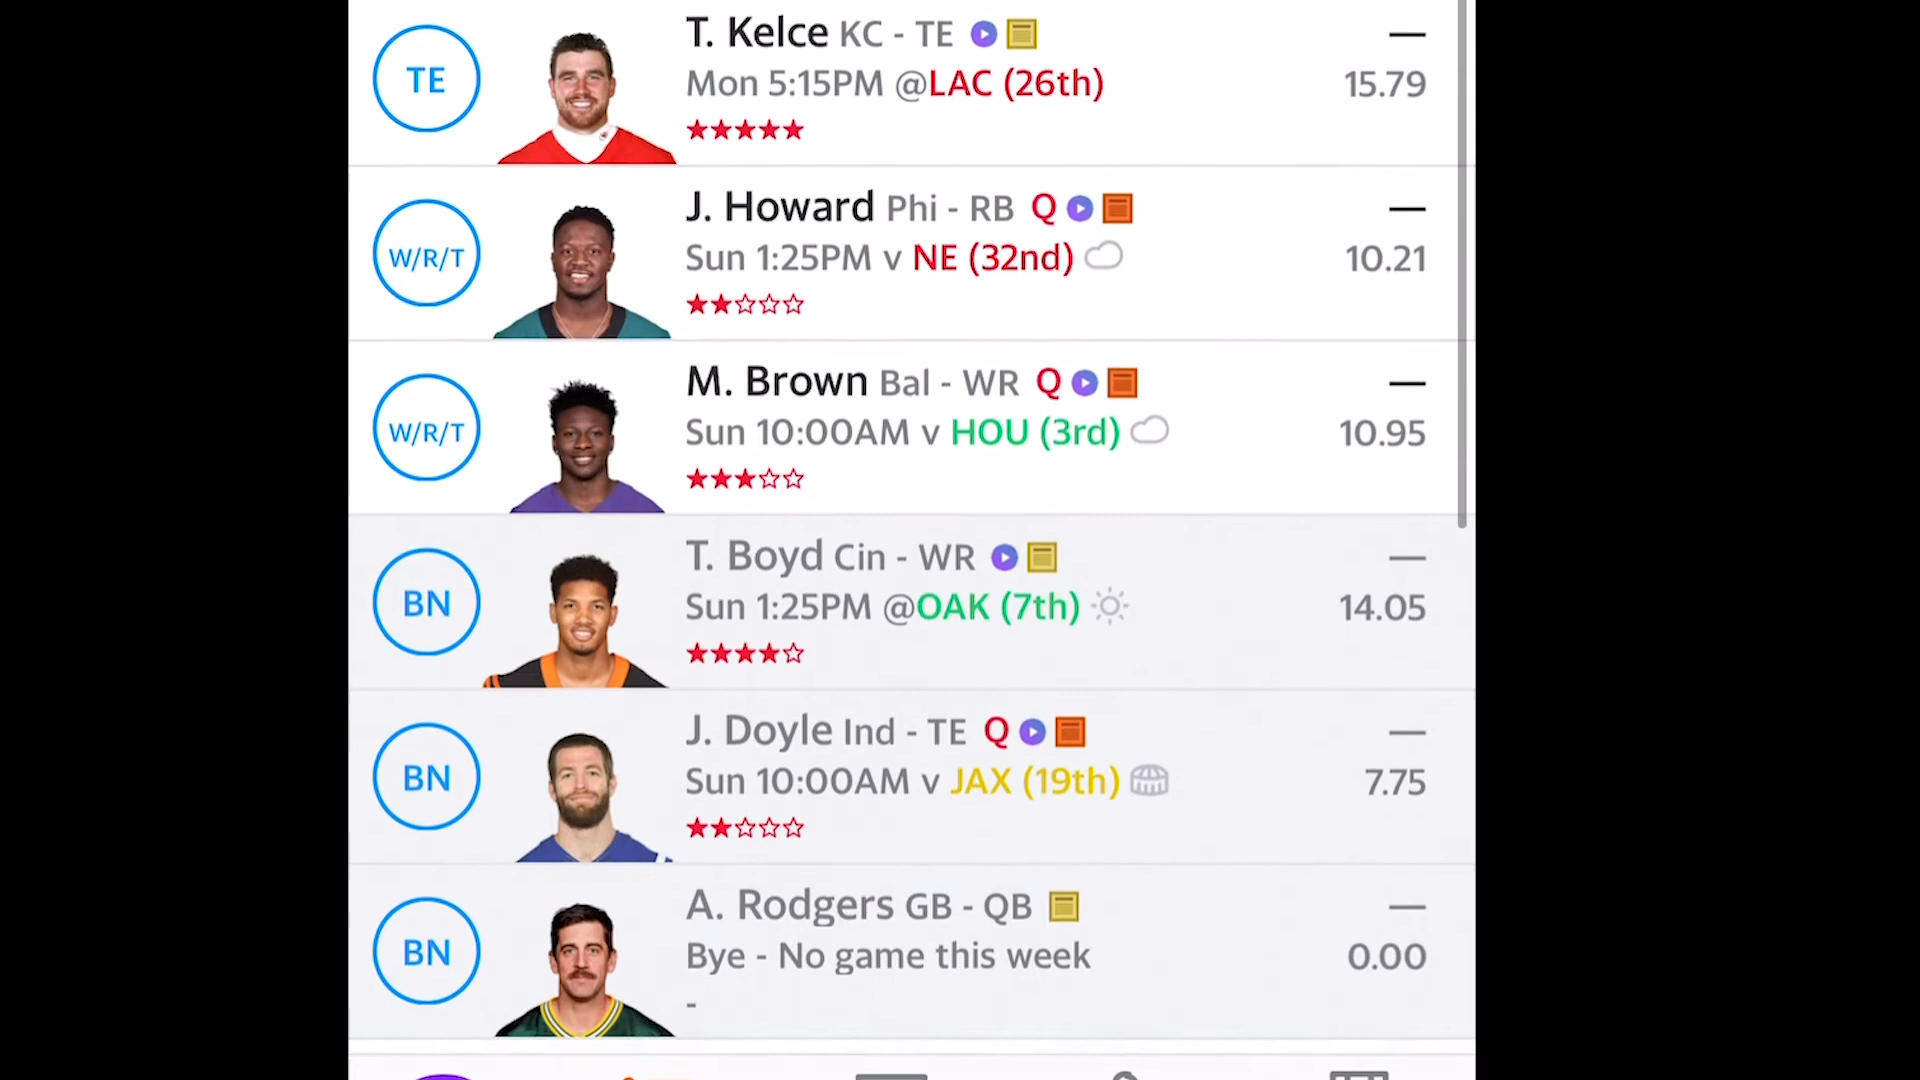 TE
T. Kelce KC - TE
—
Mon 5:15PM @LAC (26th)
15.79
W/R/T
J. Howard Phi - RB Q
—
Sun 1:25PM v NE (32nd)
10.21
W/R/T
M. Brown Bal - WR Q
—
Sun 10:00AM v HOU (3rd)
10.95
BN
T. Boyd Cin - WR
—
Sun 1:25PM @OAK (7th)
14.05
BN
J. Doyle Ind - TE Q
—
Sun 10:00AM v JAX (19th)
7.75
BN
A. Rodgers GB - QB
—
Bye - No game this week
0.00
-